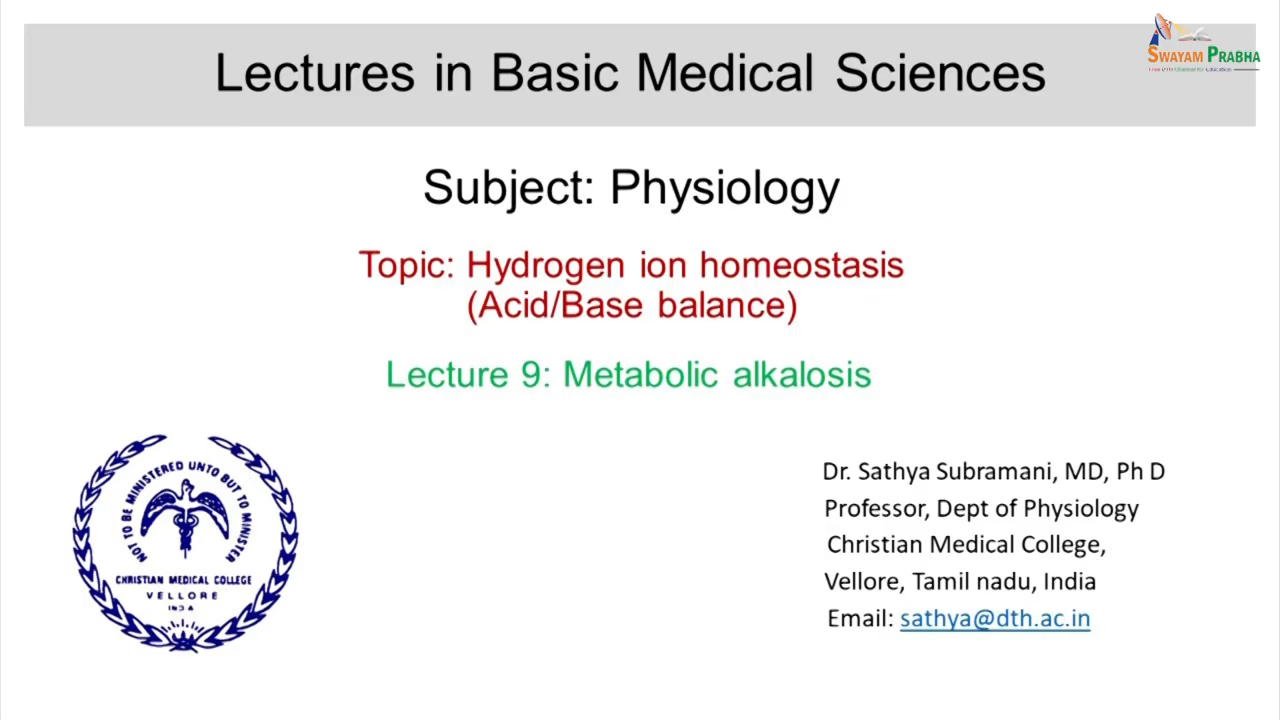 Lectures in Basic Medical Sciences
SWAYAM PRABHA
Subject: Physiology
Topic: Hydrogen ion homeostasis
(Acid/Base balance)
Lecture 9: Metabolic alkalosis
NOT TO BE MINISTERED UNTO BUT TO MINISTER
CHRISTIAN MEDICAL COLLEGE
VELLORE
INDIA
Dr. Sathya Subramani, MD, Ph D
Professor, Dept of Physiology
Christian Medical College,
Vellore, Tamil nadu, India
Email: sathya@dth.ac.in